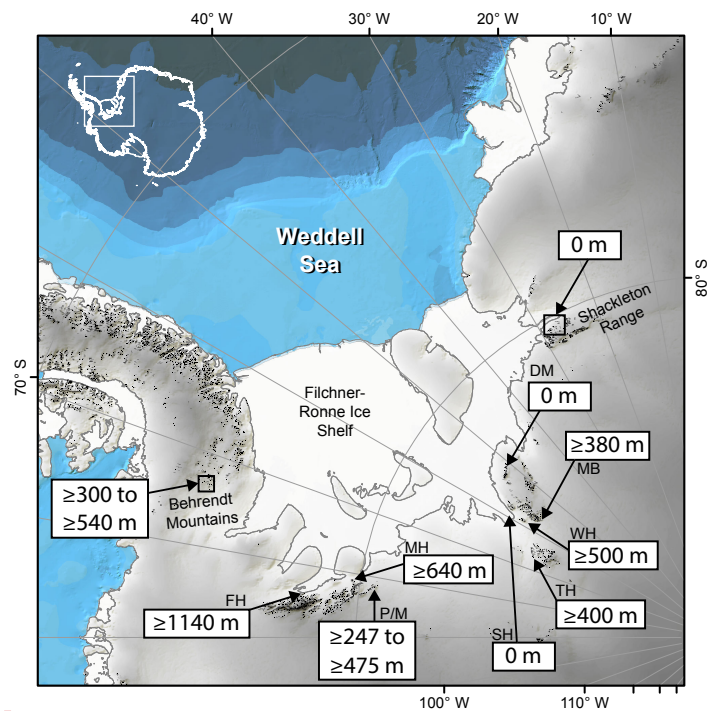 40° W
30° W
20° W
10° W
Weddell
Sea
0 m
80° S
Shackleton
Range
DM
0 m
70° S
Filchner-
Ronne Ice
Shelf
≥380 m
MB
≥300 to
≥540 m
Behrendt
Mountains
WH
≥500 m
MH
≥640 m
TH
≥400 m
FH
≥1140 m
P/M
≥247 to
≥475 m
SH
0 m
100° W
110° W